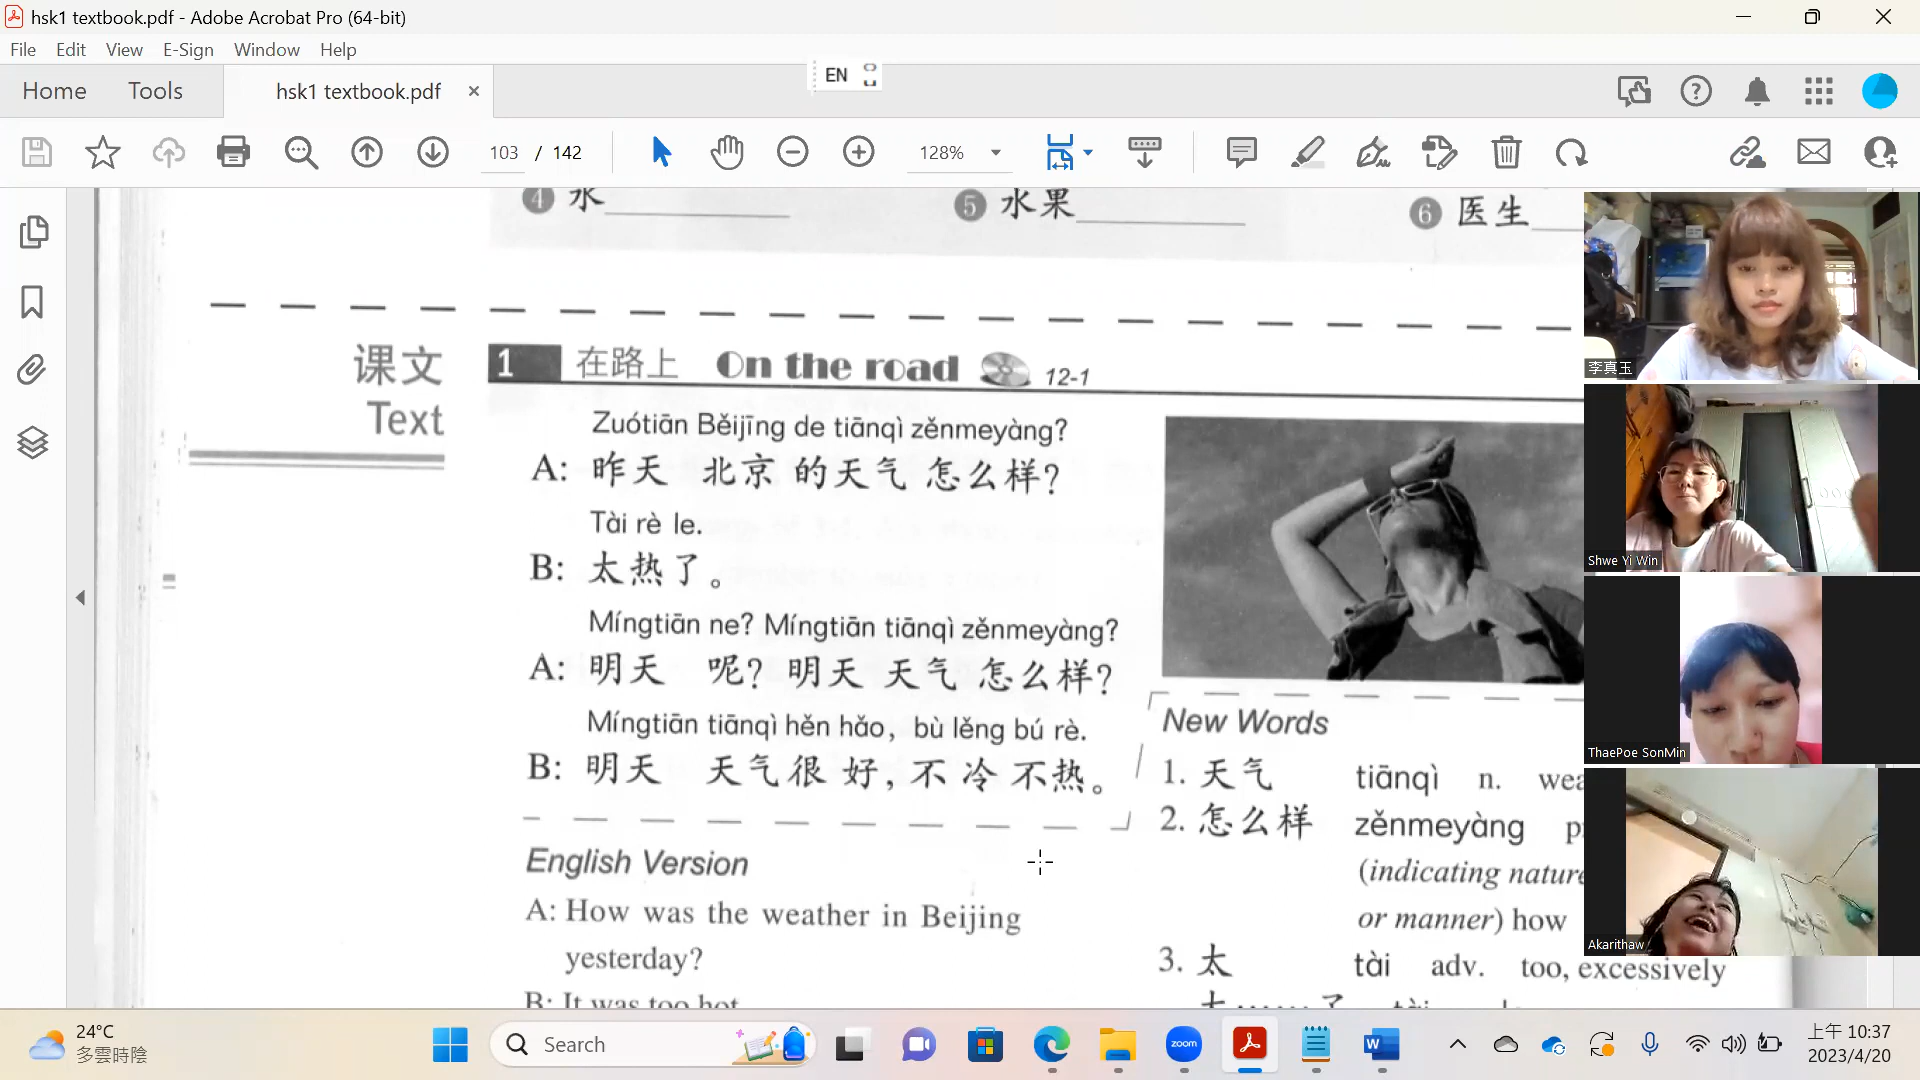 hsk1 textbook.pdf - Adobe Acrobat Pro (64-bit)
File Edit View E-Sign Window Help
Home Tools hsk1 textbook.pdf
EN
103 / 142 128%
4 水 5 水果 6 医生
课文
Text
1 在路上 On the road 12-1
Zuótiān Běijīng de tiānqì zěnmeyàng?
A: 昨天 北京 的天气 怎么样?
Tài rè le.
B: 太热了。
Míngtiān ne? Míngtiān tiānqì zěnmeyàng?
A: 明天 呢? 明天 天气 怎么样?
Míngtiān tiānqì hěn hǎo, bù lěng bú rè.
B: 明天 天气很 好, 不 冷 不热。
English Version
A: How was the weather in Beijing
yesterday?
B: It was too hot
New Words
1. 天气 tiānqì n. wea
2. 怎么样 zěnmeyàng p
(indicating nature
or manner) how
3. 太 tài adv. too, excessively
李真玉
Shwe Yi Win
ThaePoe SonMin
Akarithaw
24°C
多雲時陰
Search
zoom
上午 10:37
2023/4/20